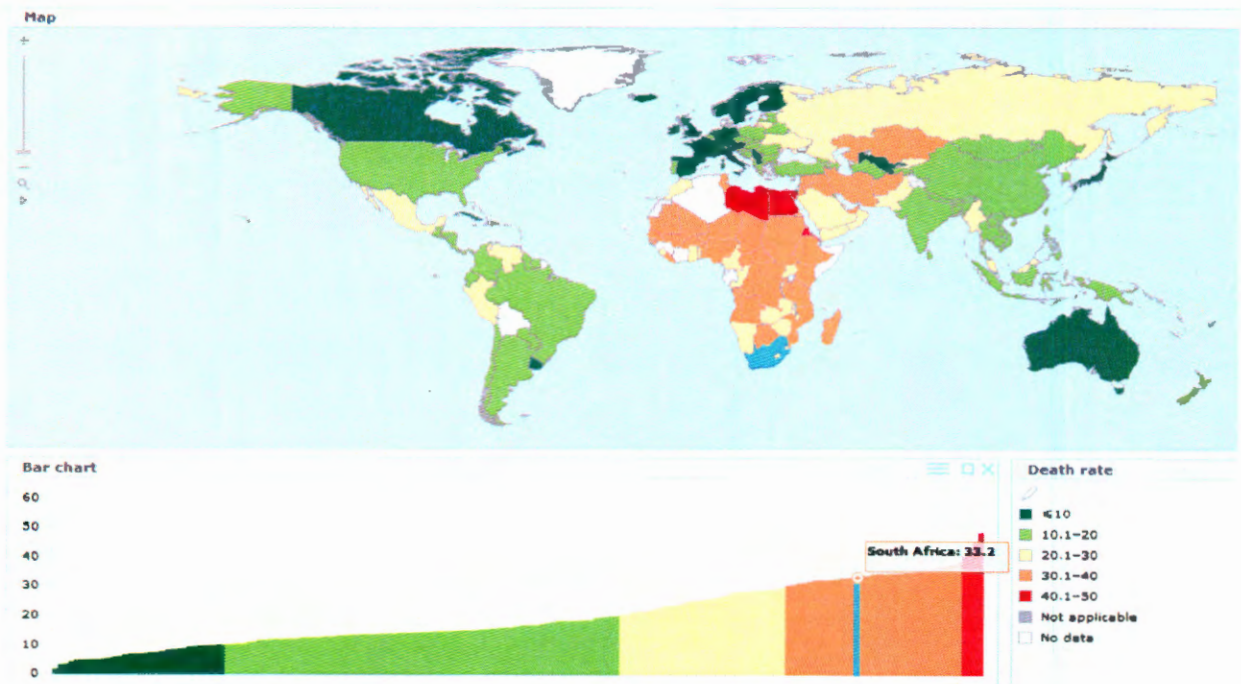 Map
Bar chart
60
50
40
30
20
10
0
South Africa: 33.2
Death rate
≤10
10.1–20
20.1–30
30.1–40
40.1–50
Not applicable
No data